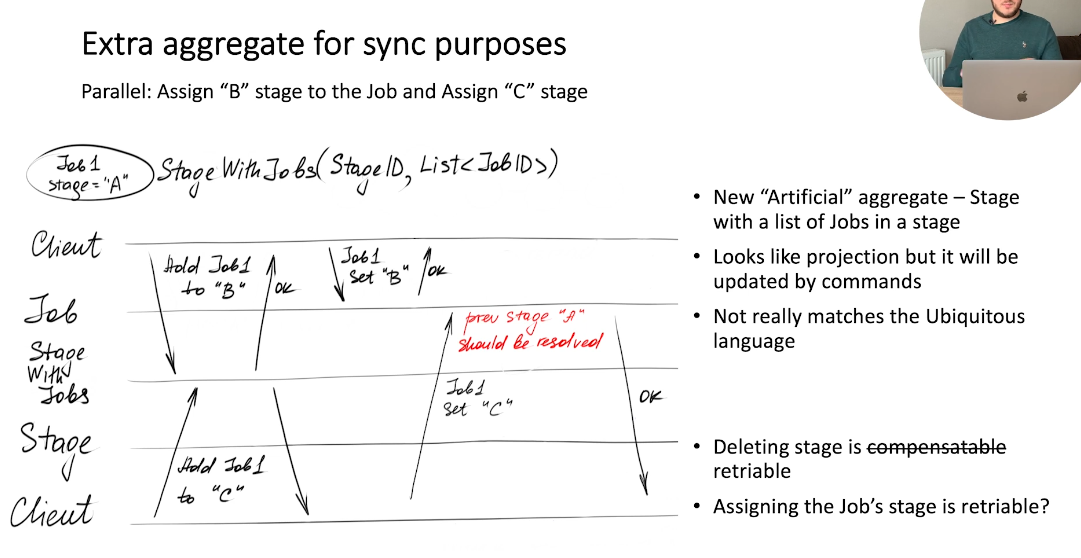 Extra aggregate for sync purposes
Parallel: Assign “B” stage to the Job and Assign “C” stage
Job 1
stage = "A"
StageWithJobs(StageID, List<JobID>)
Client
Hold Job1
to "B"
OK
Job1
Set "B"
OK
Job
prev stage "A"
should be resolved
Stage
With
Jobs
Job1
Set "C"
OK
Stage
Hold Job1
to "C"
Client
• New “Artificial” aggregate – Stage
with a list of Jobs in a stage
• Looks like projection but it will be
updated by commands
• Not really matches the Ubiquitous
language
• Deleting stage is compensatable
retriable
• Assigning the Job’s stage is retriable?